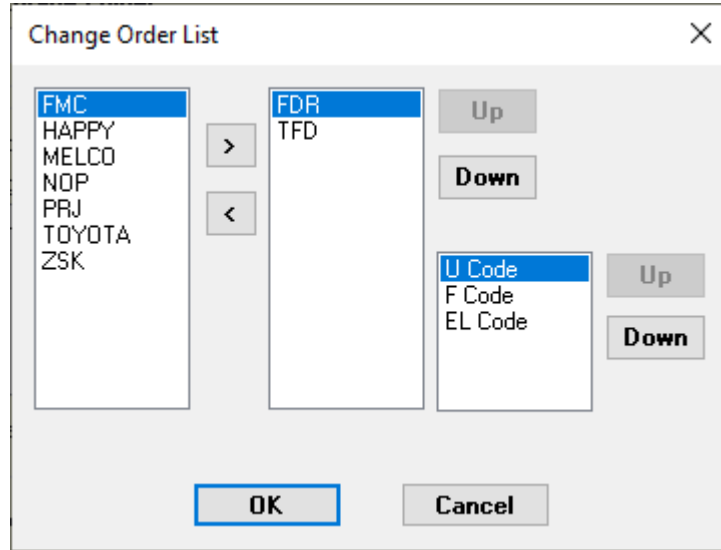 Change Order List
FMC
HAPPY
MELCO
NOP
PRJ
TOYOTA
ZSK
>
<
FDR
TFD
Up
Down
U Code
F Code
EL Code
Up
Down
OK
Cancel